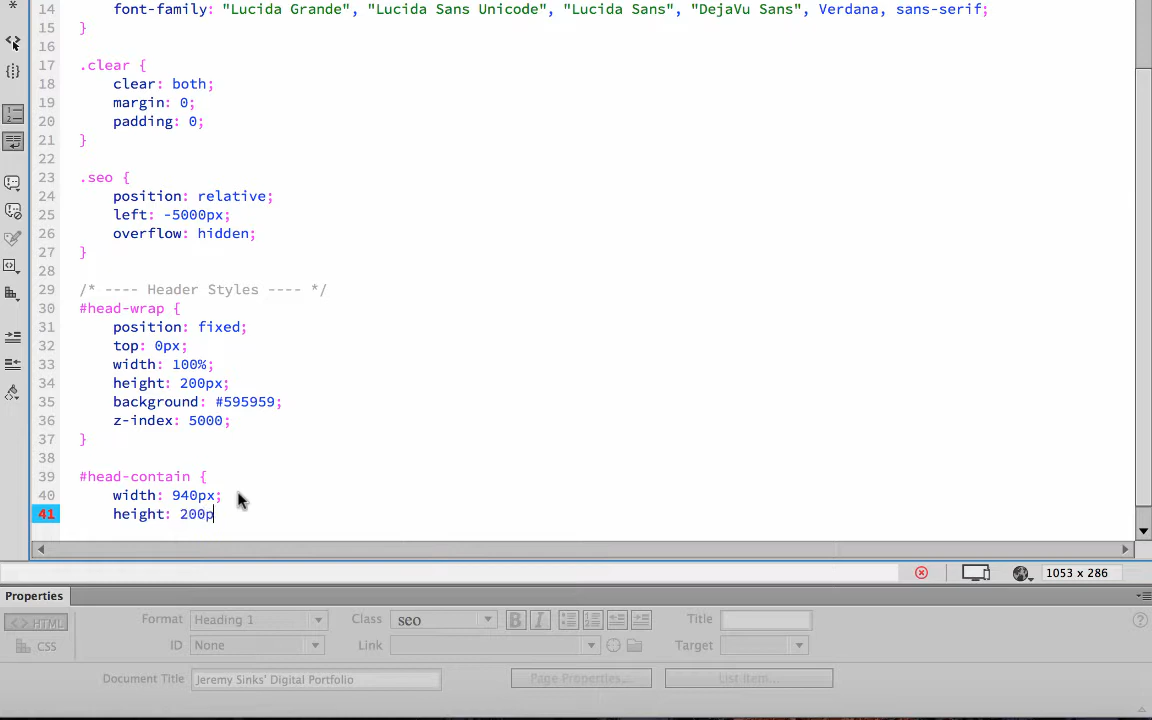 14 font-family: "Lucida Grande", "Lucida Sans Unicode", "Lucida Sans", "DejaVu Sans", Verdana, sans-serif;
15 }
16
17 .clear {
18 clear: both;
19 margin: 0;
20 padding: 0;
21 }
22
23 .seo {
24 position: relative;
25 left: -5000px;
26 overflow: hidden;
27 }
28
29 /* ---- Header Styles ---- */
30 #head-wrap {
31 position: fixed;
32 top: 0px;
33 width: 100%;
34 height: 200px;
35 background: #595959;
36 z-index: 5000;
37 }
38
39 #head-contain {
40 width: 940px;
41 height: 200p
1053 x 286
Properties
<> HTML Format Heading 1 Class seo B I Title
CSS ID None Link Target
Document Title Jeremy Sinks' Digital Portfolio Page Properties... List Item...